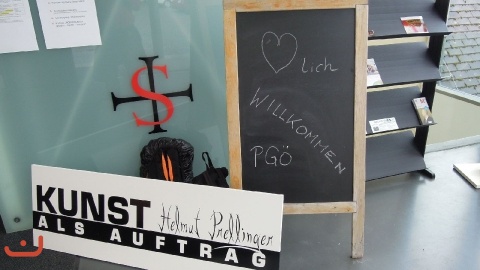 S
♡ lich
WILLKOMMEN
PGÖ
KUNST Helmut Prellinger
ALS AUFTRAG